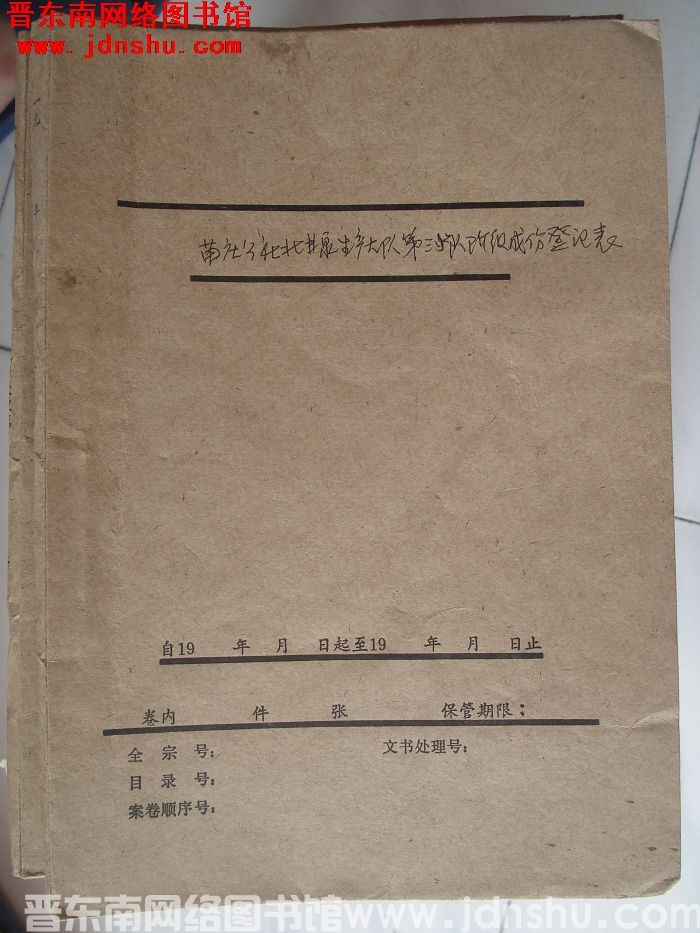 晋东南网络图书馆
www.jdnshu.com
苗庄公社北井泉生产大队第三小队阶级成份登记表
自19 年 月 日起至19 年 月 日止
卷内 件 张 保管期限；
全宗号：
文书处理号：
目录号：
案卷顺序号：
晋东南网络图书馆www.jdnshu.com